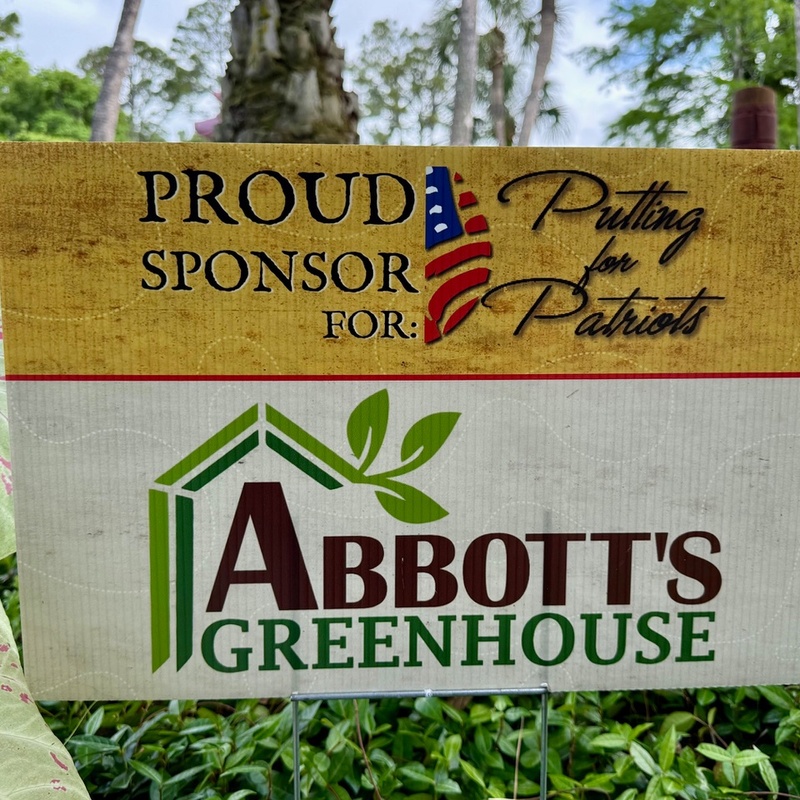 PROUD
SPONSOR
FOR:
Putting
for
Patriots
ABBOTT'S
GREENHOUSE